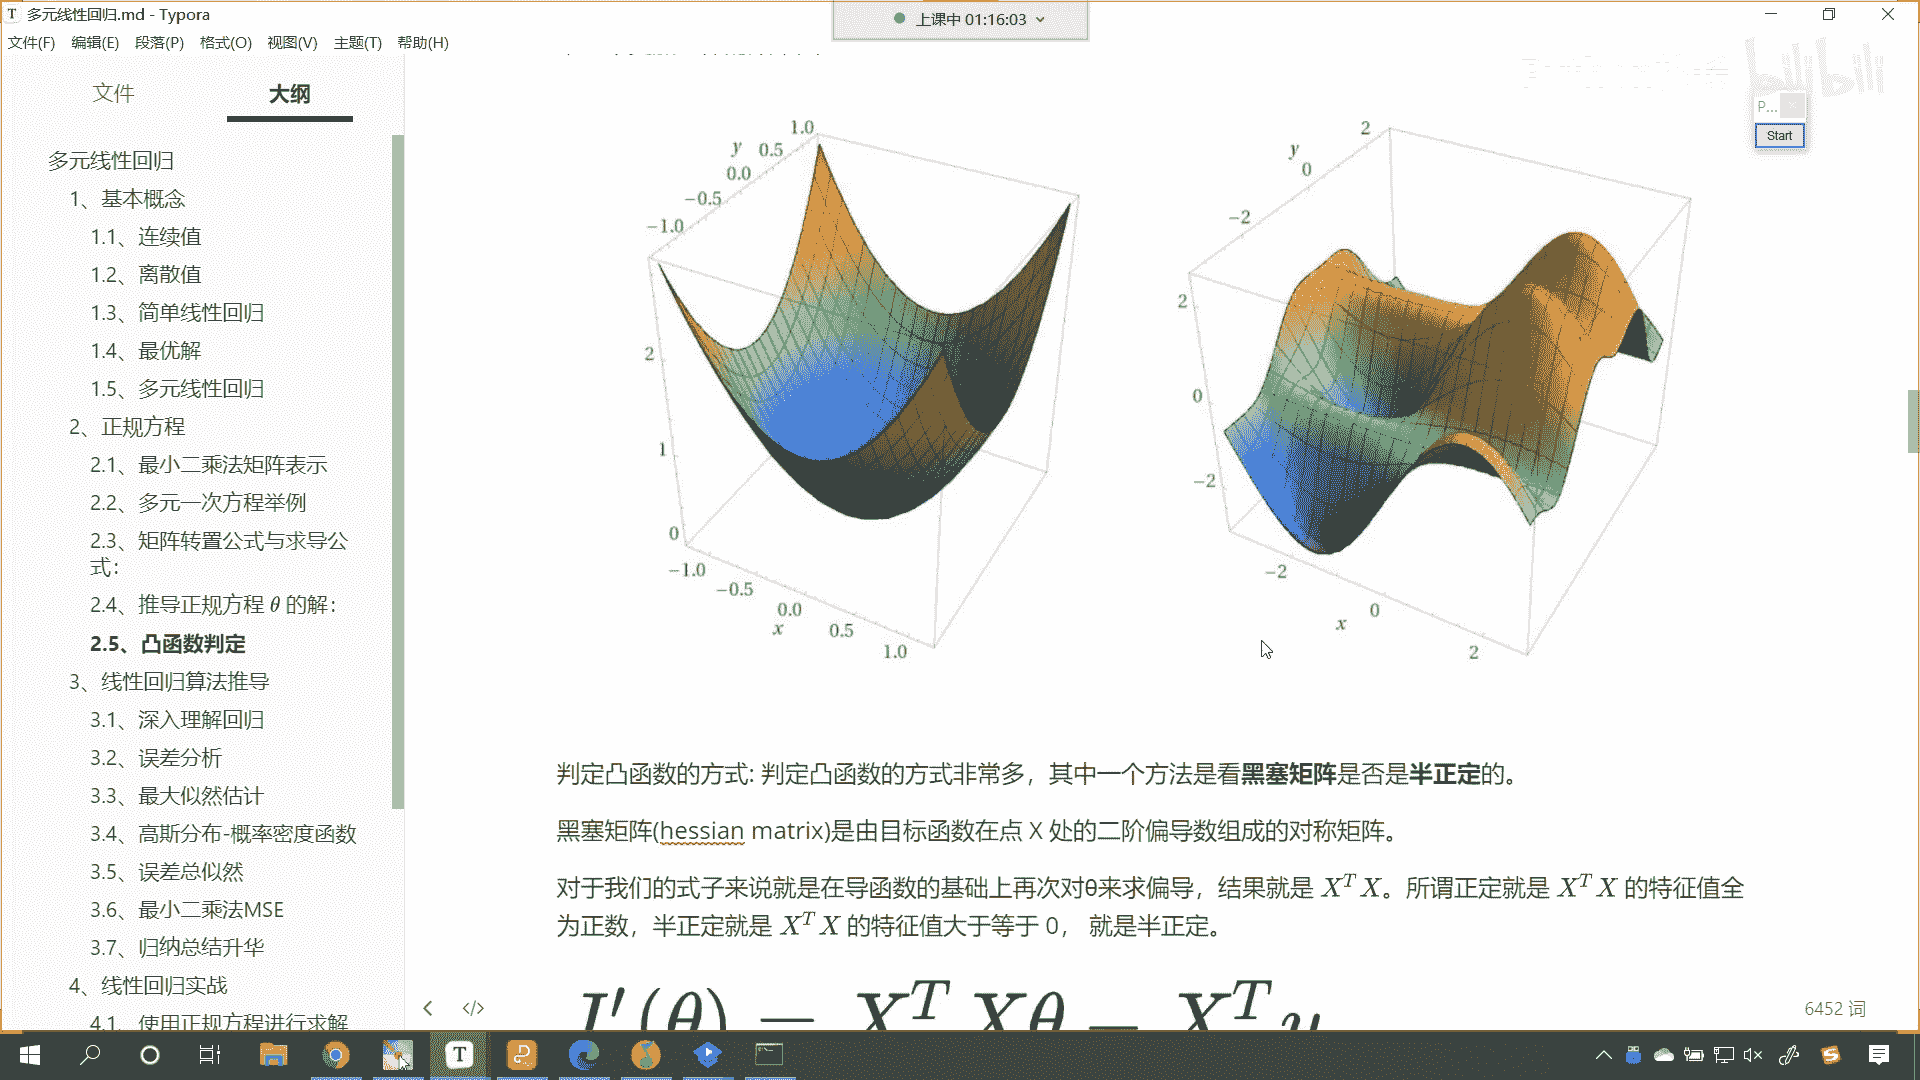 多元线性回归.md - Typora
上课中 01:16:03
文件(F) 编辑(E) 段落(P) 格式(O) 视图(V) 主题(T) 帮助(H)
bilibili
P...
Start
文件 大纲
多元线性回归
1、基本概念
1.1、连续值
1.2、离散值
1.3、简单线性回归
1.4、最优解
1.5、多元线性回归
2、正规方程
2.1、最小二乘法矩阵表示
2.2、多元一次方程举例
2.3、矩阵转置公式与求导公
式：
2.4、推导正规方程 θ 的解：
2.5、凸函数判定
3、线性回归算法推导
3.1、深入理解回归
3.2、误差分析
3.3、最大似然估计
3.4、高斯分布-概率密度函数
3.5、误差总似然
3.6、最小二乘法MSE
3.7、归纳总结升华
4、线性回归实战
4.1、使用正规方程进行求解
1.0
y 0.5
0.0
−0.5
−1.0
2
1
0
−1.0
−0.5
0.0
x 0.5
1.0
2
y
0
−2
2
0
−2
−2
0
x
2
判定凸函数的方式: 判定凸函数的方式非常多，其中一个方法是看黑塞矩阵是否是半正定的。
黑塞矩阵(hessian matrix)是由目标函数在点 X 处的二阶偏导数组成的对称矩阵。
对于我们的式子来说就是在导函数的基础上再次对θ来求偏导，结果就是 X^T X。所谓正定就是 X^T X 的特征值全
为正数，半正定就是 X^T X 的特征值大于等于 0， 就是半正定。
J′(θ) = X^T Xθ − X^T y
6452 词